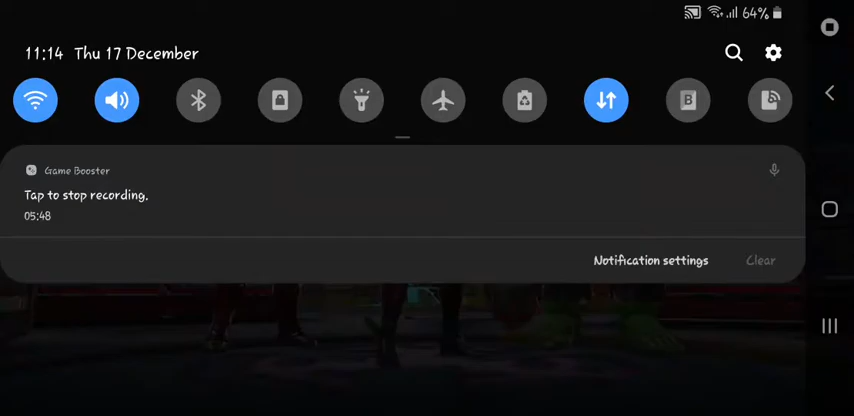 64%
11:14 Thu 17 December
B
Game Booster
Tap to stop recording.
05:48
Notification settings
Clear